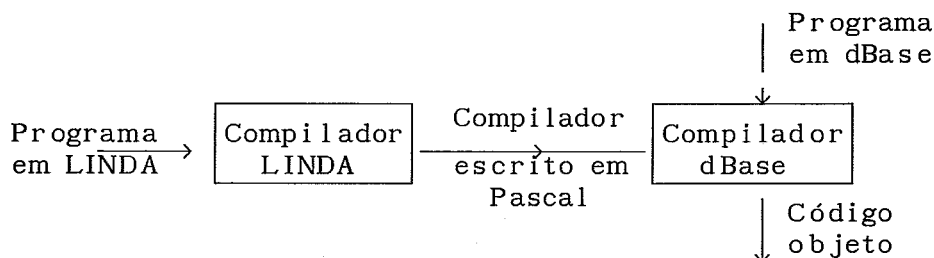 Programa
em dBase
Programa
em LINDA
Compilador
LINDA
Compilador
escrito em
Pascal
Compilador
dBase
Código
objeto